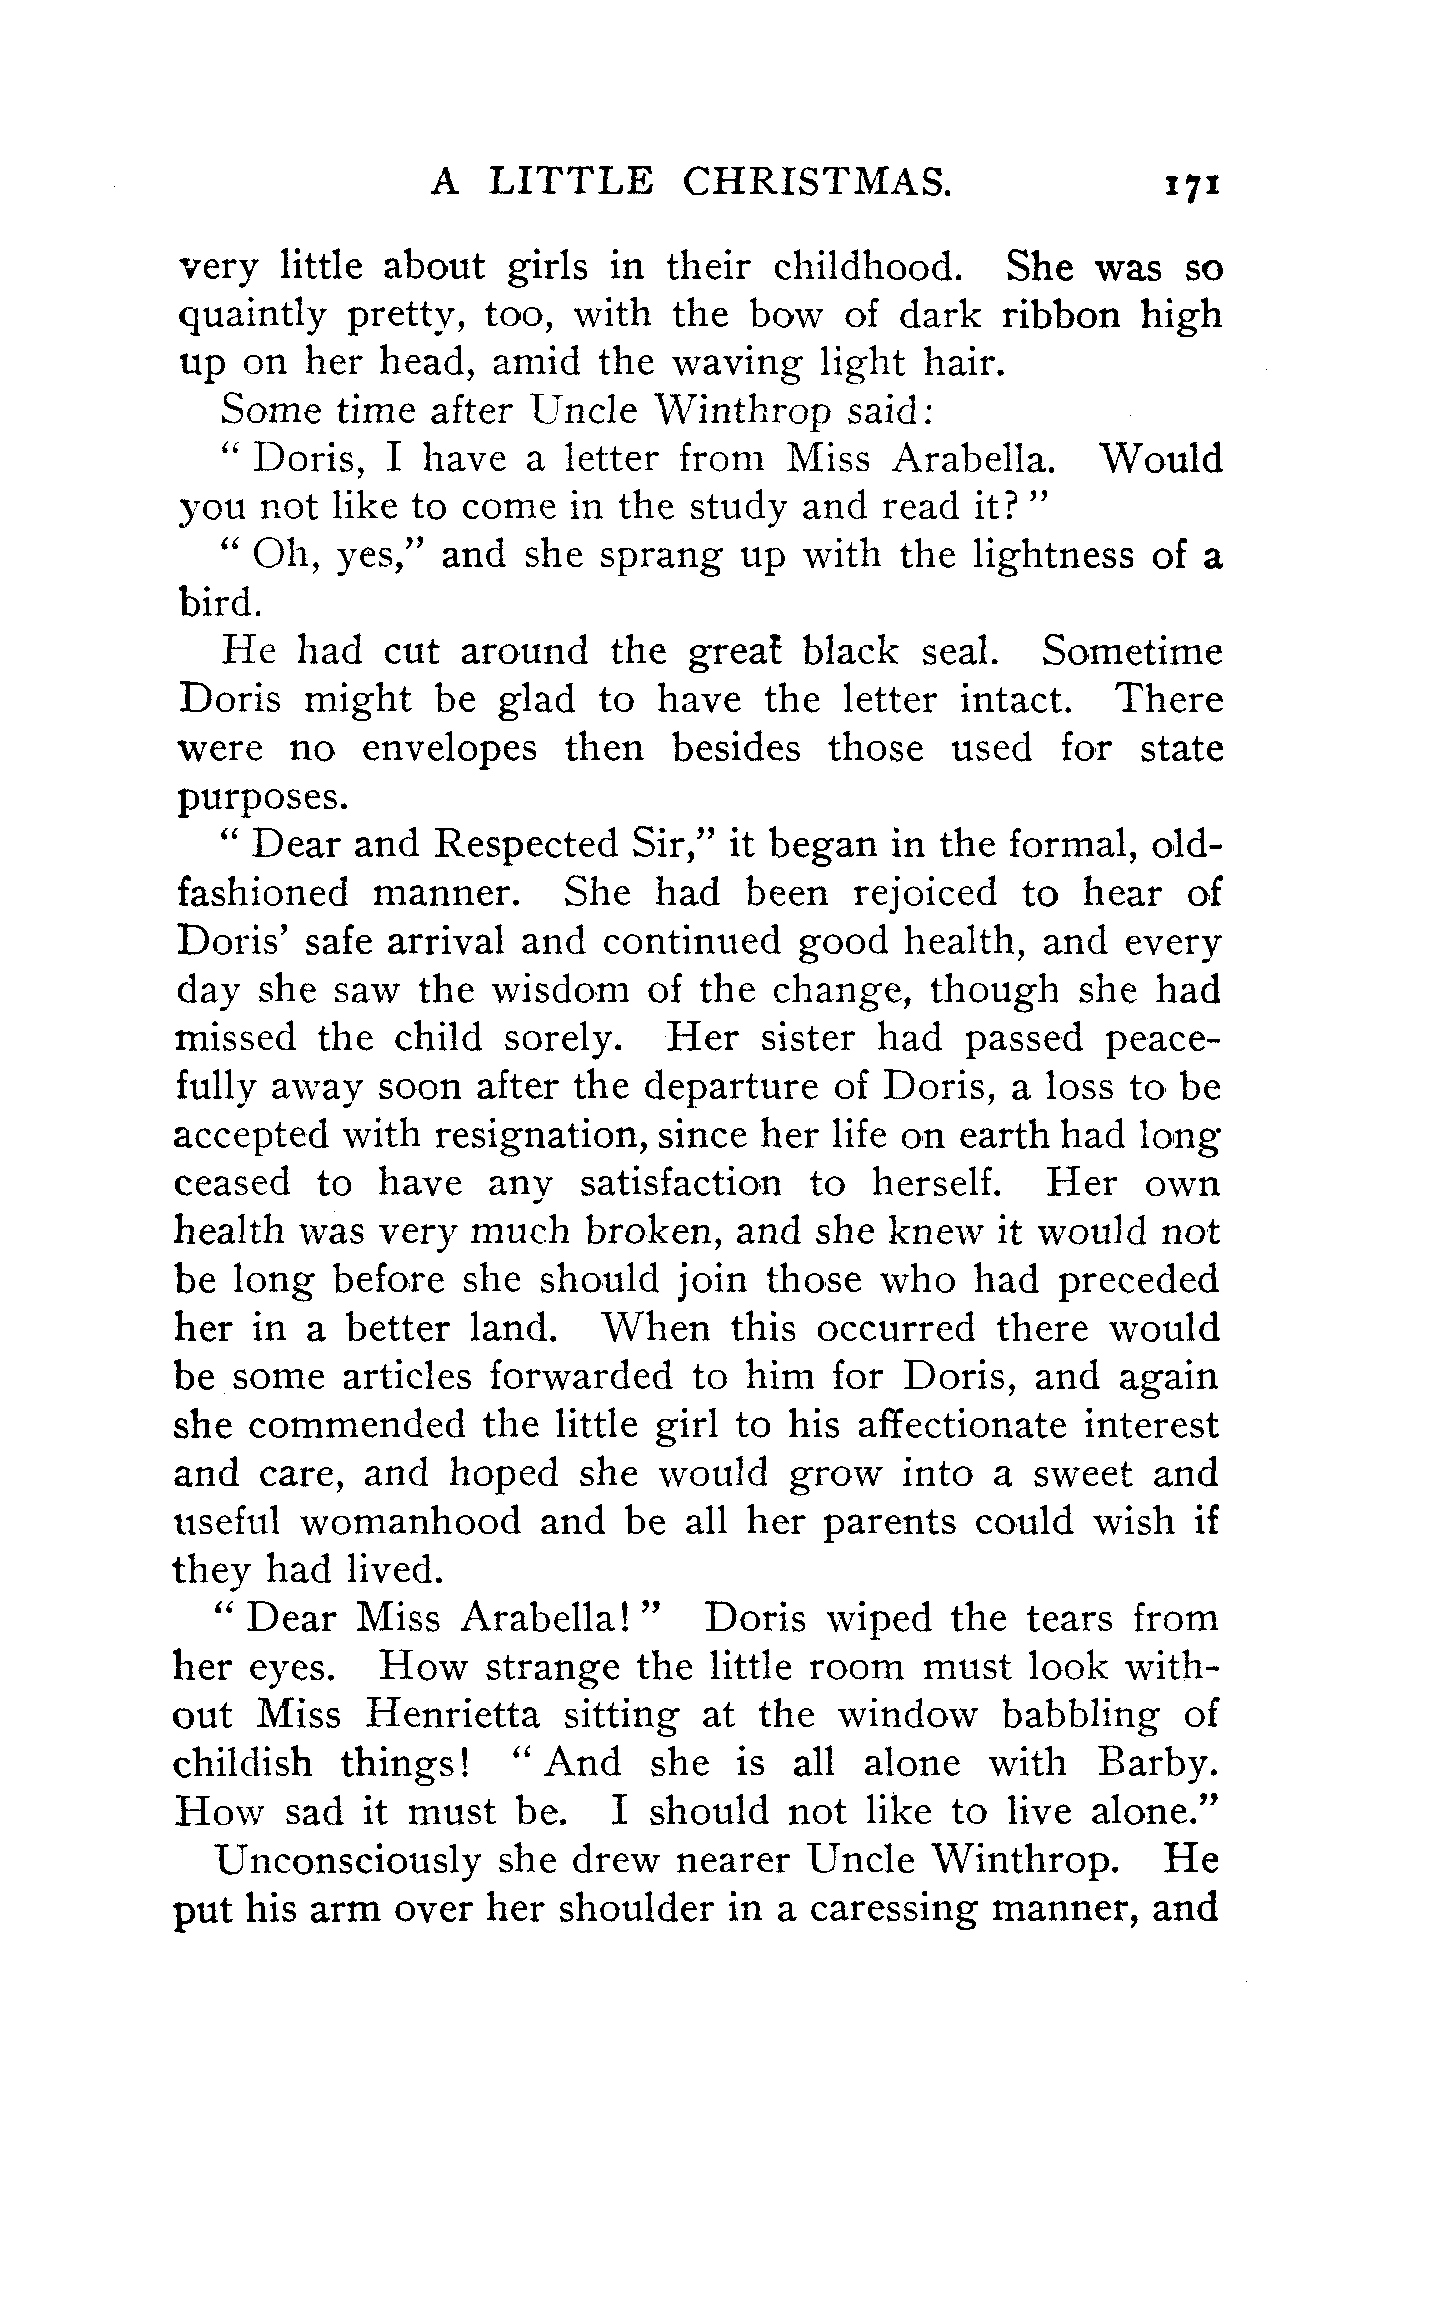 A LITTLE CHRISTMAS. 171
very little about girls in their childhood. She was so
quaintly pretty, too, with the bow of dark ribbon high
up on her head, amid the waving light hair.
Some time after Uncle Winthrop said:
“ Doris, I have a letter from Miss Arabella. Would
you not like to come in the study and read it? ”
“ Oh, yes,” and she sprang up with the lightness of a
bird.
He had cut around the great black seal. Sometime
Doris might be glad to have the letter intact. There
were no envelopes then besides those used for state
purposes.
“ Dear and Respected Sir,” it began in the formal, old-
fashioned manner. She had been rejoiced to hear of
Doris’ safe arrival and continued good health, and every
day she saw the wisdom of the change, though she had
missed the child sorely. Her sister had passed peace-
fully away soon after the departure of Doris, a loss to be
accepted with resignation, since her life on earth had long
ceased to have any satisfaction to herself. Her own
health was very much broken, and she knew it would not
be long before she should join those who had preceded
her in a better land. When this occurred there would
be some articles forwarded to him for Doris, and again
she commended the little girl to his affectionate interest
and care, and hoped she would grow into a sweet and
useful womanhood and be all her parents could wish if
they had lived.
“ Dear Miss Arabella! ” Doris wiped the tears from
her eyes. How strange the little room must look with-
out Miss Henrietta sitting at the window babbling of
childish things! “ And she is all alone with Barby.
How sad it must be. I should not like to live alone.”
Unconsciously she drew nearer Uncle Winthrop. He
put his arm over her shoulder in a caressing manner, and